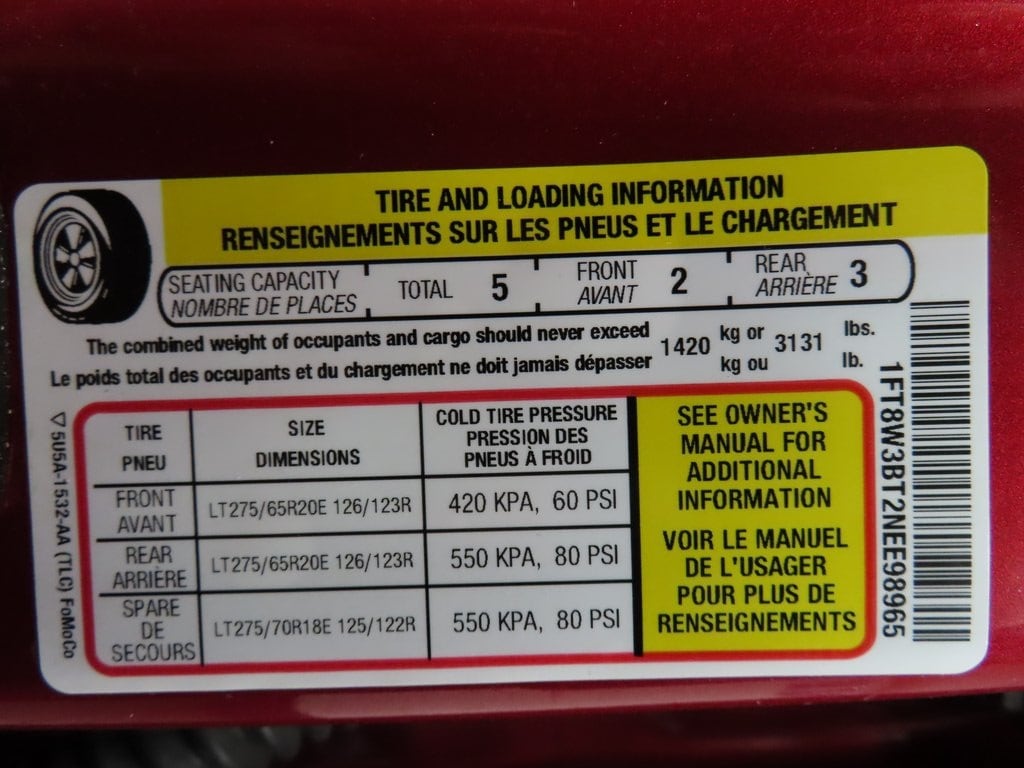 TIRE AND LOADING INFORMATION
RENSEIGNEMENTS SUR LES PNEUS ET LE CHARGEMENT
SEATING CAPACITY
NOMBRE DE PLACES
TOTAL 5
FRONT
AVANT
2
REAR
ARRIÈRE
3
The combined weight of occupants and cargo should never exceed
Le poids total des occupants et du chargement ne doit jamais dépasser
1420
kg or
kg ou
3131
lbs.
lb.
TIRE
PNEU
SIZE
DIMENSIONS
COLD TIRE PRESSURE
PRESSION DES
PNEUS À FROID
FRONT
AVANT
LT275/65R20E 126/123R
420 KPA, 60 PSI
REAR
ARRIÈRE
LT275/65R20E 126/123R
550 KPA, 80 PSI
SPARE
DE
SECOURS
LT275/70R18E 125/122R
550 KPA, 80 PSI
SEE OWNER'S
MANUAL FOR
ADDITIONAL
INFORMATION
VOIR LE MANUEL
DE L'USAGER
POUR PLUS DE
RENSEIGNEMENTS
1FT8W3BT2NEE98965
5U5A-1532-AA (TLC) FoMoCo